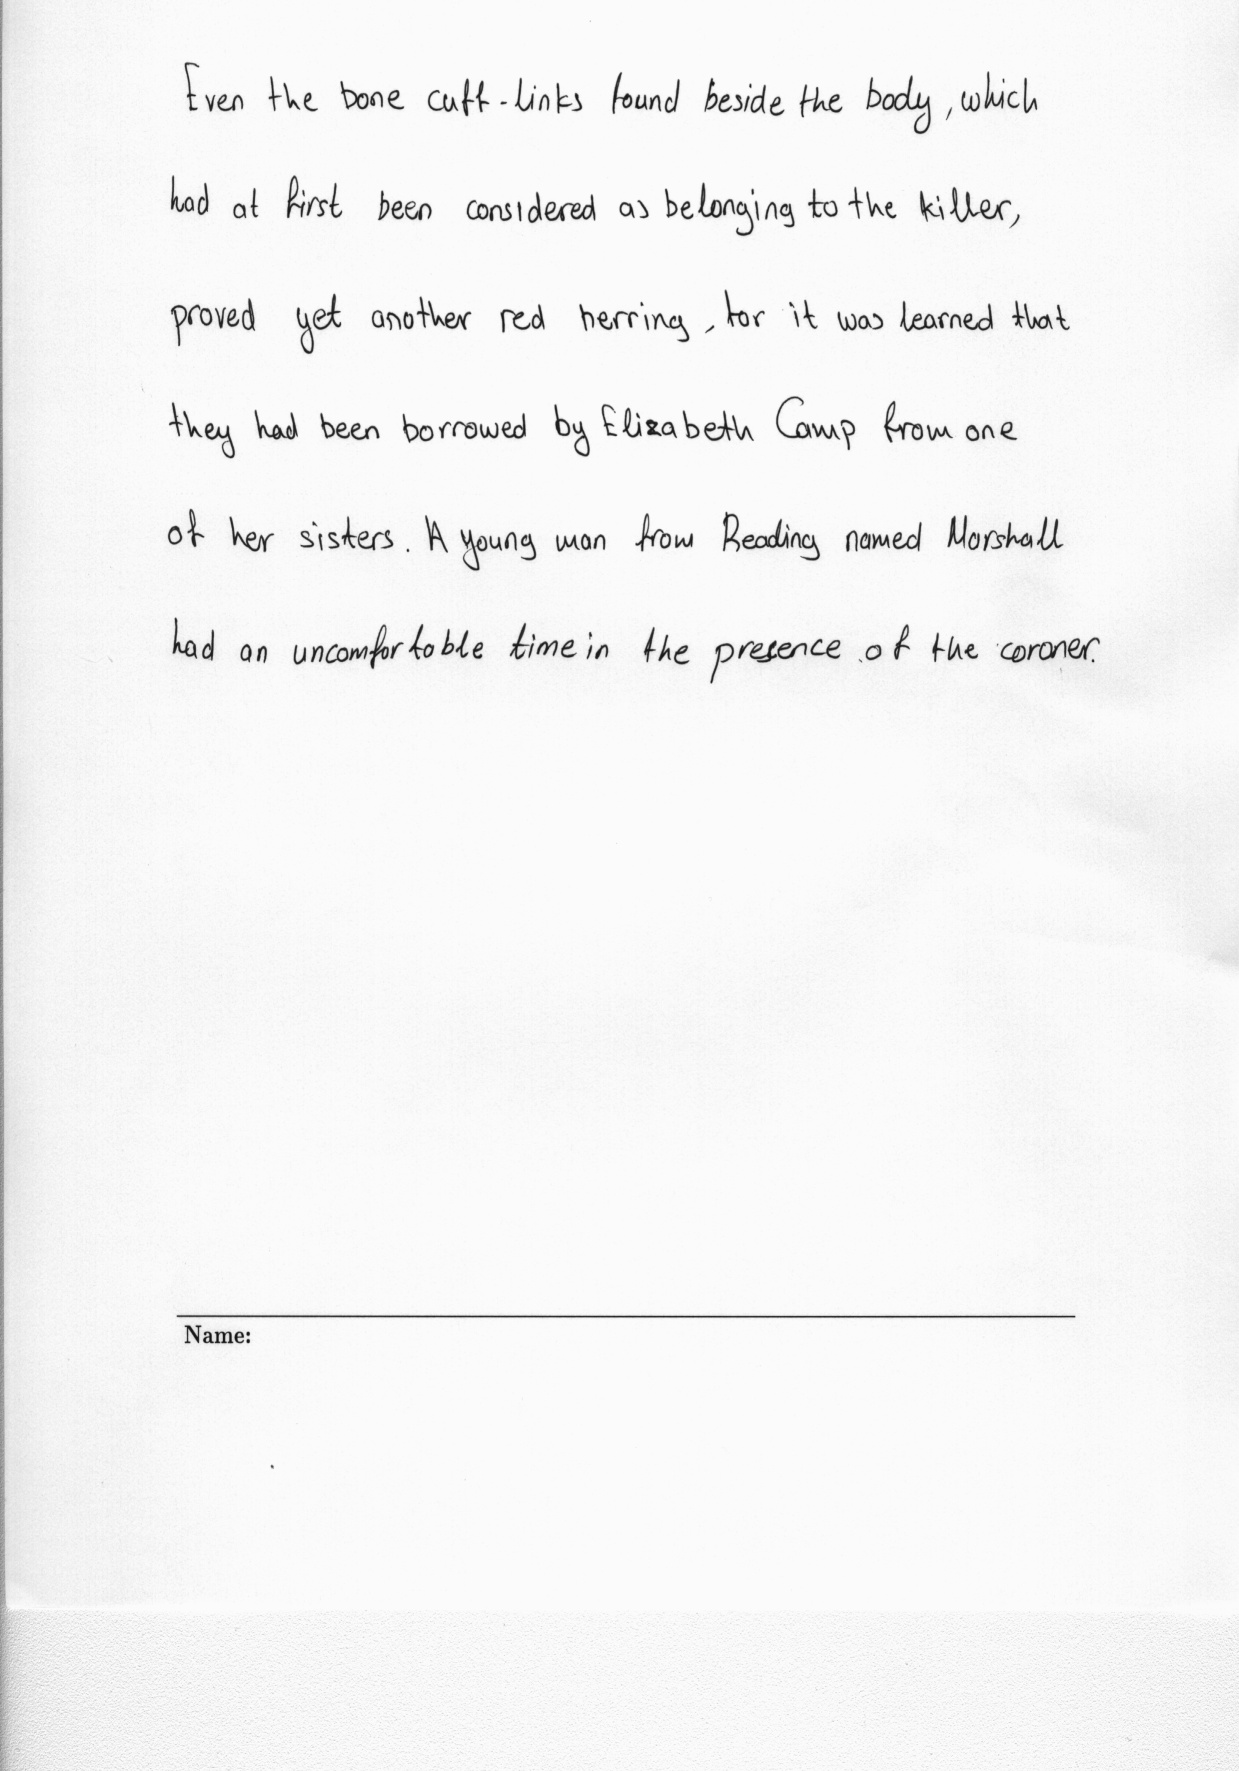 Even the bone cuff-links found beside the body, which
had at first been considered as belonging to the killer,
proved yet another red herring, for it was learned that
they had been borrowed by Elizabeth Camp from one
of her sisters. A young man from Reading named Marshall
had an uncomfortable time in the presence of the coroner.
Name: